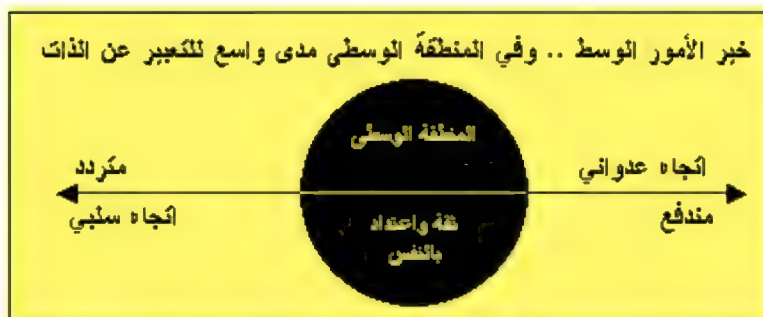 خير الأمور الوسط .. وفي المنطقة الوسطى مدى واسع للتعبير عن الذات
المنطقة الوسطى
اتجاه عدواني
متردد
مندفع
ثقة واعتداد
بالنفس
اتجاه سلبي